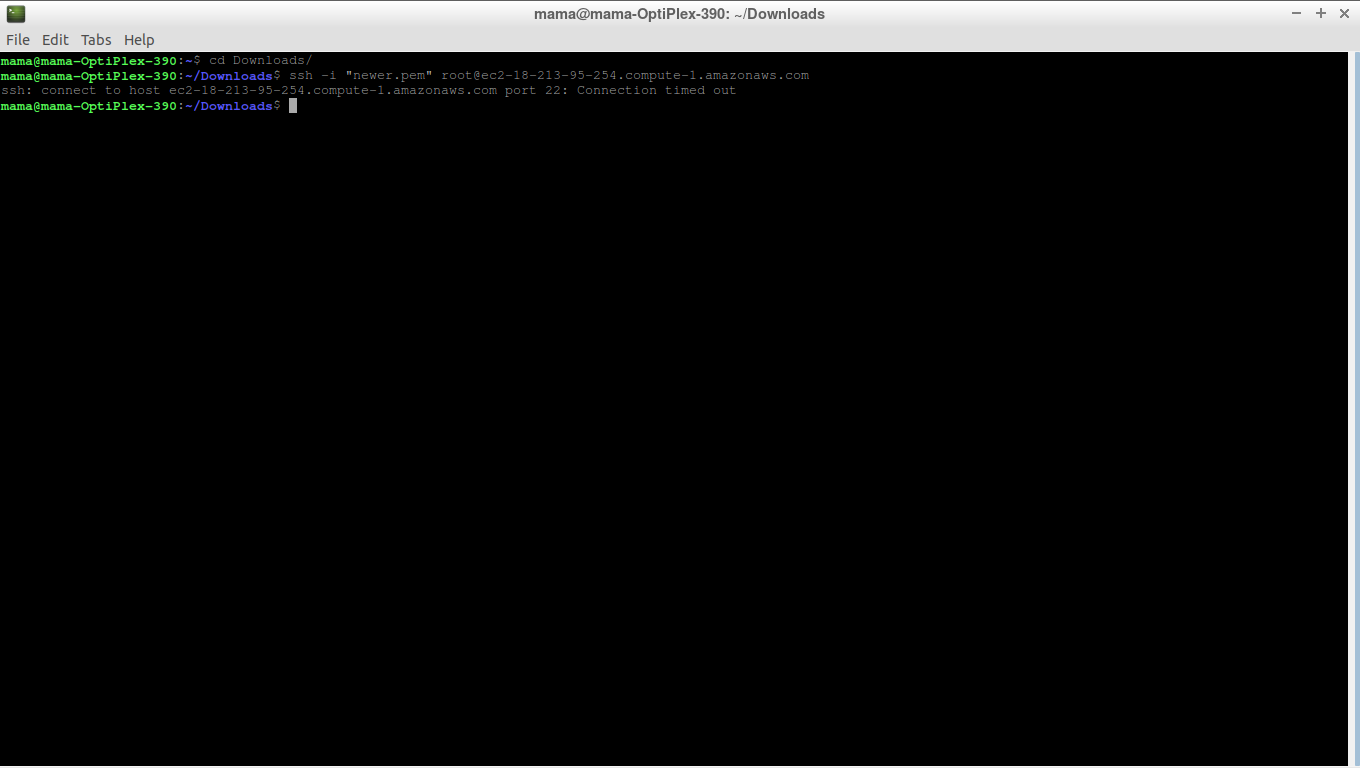 mama@mama-OptiPlex-390: ~/Downloads
File Edit Tabs Help
mama@mama-OptiPlex-390:~$ cd Downloads/
mama@mama-OptiPlex-390:~/Downloads$ ssh -i "newer.pem" root@ec2-18-213-95-254.compute-1.amazonaws.com
ssh: connect to host ec2-18-213-95-254.compute-1.amazonaws.com port 22: Connection timed out
mama@mama-OptiPlex-390:~/Downloads$